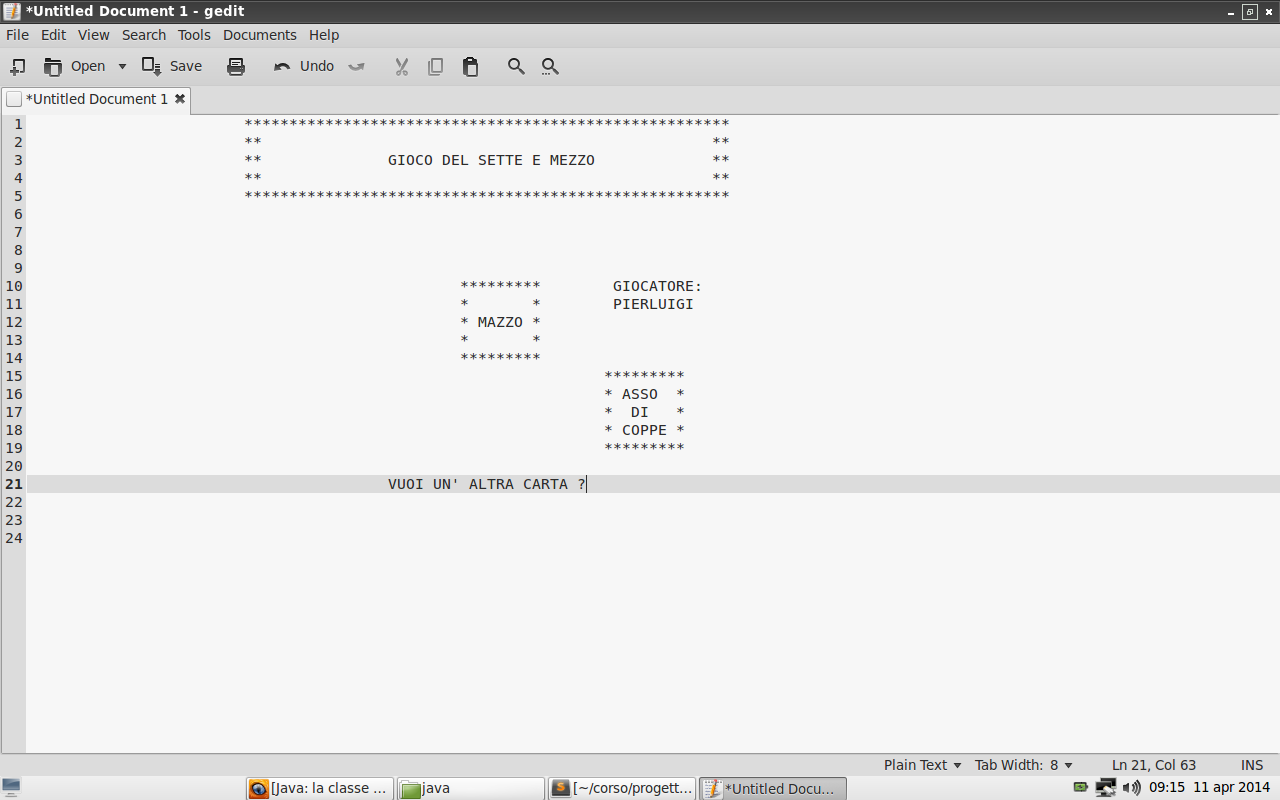 *Untitled Document 1 - gedit
File Edit View Search Tools Documents Help
Open Save Undo
*Untitled Document 1
1 ******************************************************
2 ** **
3 ** GIOCO DEL SETTE E MEZZO **
4 ** **
5 ******************************************************
6
7
8
9
10 ********* GIOCATORE:
11 * * PIERLUIGI
12 * MAZZO *
13 * *
14 *********
15 *********
16 * ASSO *
17 * DI *
18 * COPPE *
19 *********
20
21 VUOI UN' ALTRA CARTA ?
22
23
24
Plain Text Tab Width: 8 Ln 21, Col 63 INS
[Java: la classe ... java [~/corso/progett... *Untitled Docu... 09:15 11 apr 2014